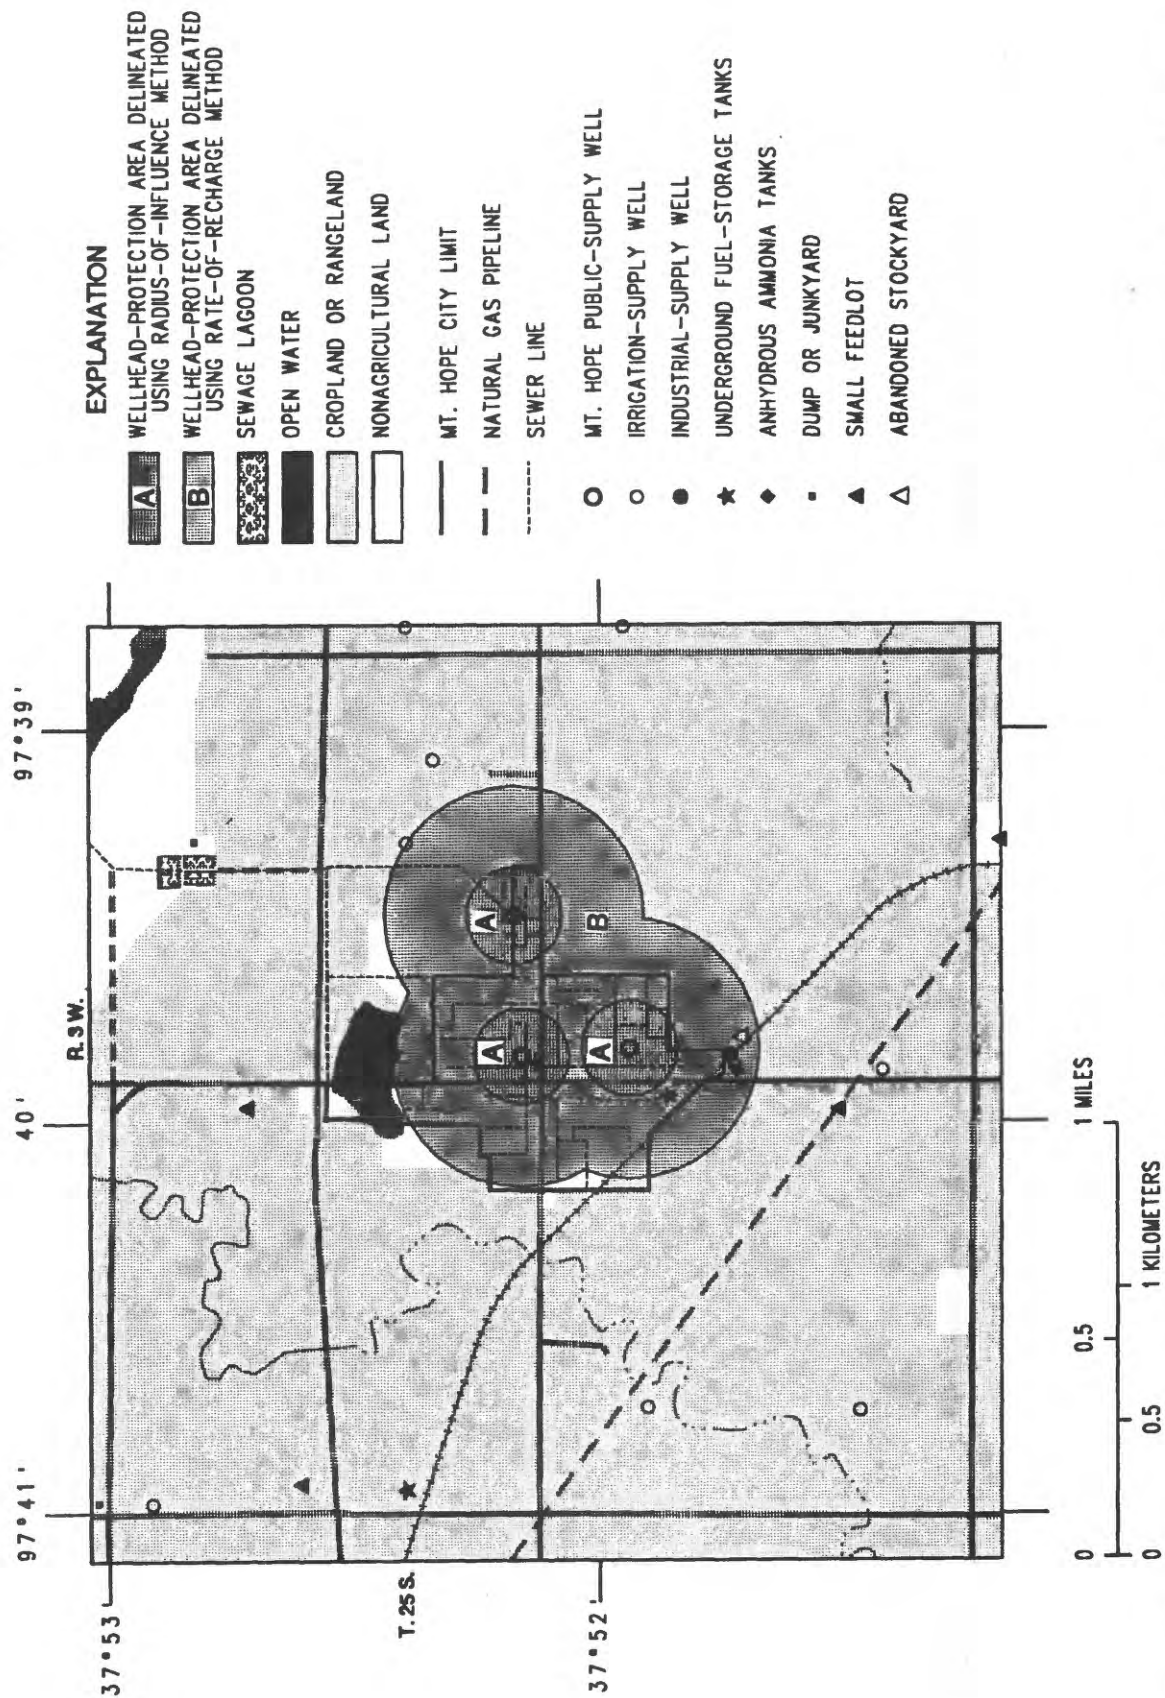 EXPLANATION
WELLHEAD-PROTECTION AREA DELINEATED
USING RADIUS-OF-INFLUENCE METHOD
WELLHEAD-PROTECTION AREA DELINEATED
USING RATE-OF-RECHARGE METHOD
SEWAGE LAGOON
OPEN WATER
CROPLAND OR RANGELAND
NONAGRICULTURAL LAND
MT. HOPE CITY LIMIT
NATURAL GAS PIPELINE
SEWER LINE
MT. HOPE PUBLIC-SUPPLY WELL
IRRIGATION-SUPPLY WELL
INDUSTRIAL-SUPPLY WELL
UNDERGROUND FUEL-STORAGE TANKS
ANHYDROUS AMMONIA TANKS
DUMP OR JUNKYARD
SMALL FEEDLOT
ABANDONED STOCKYARD
A
B
97°41'
40'
R.3W.
97°39'
37°53'
T.25S.
37°52'
A
A
A
B
0 0.5 1 MILES
0 0.5 1 KILOMETERS